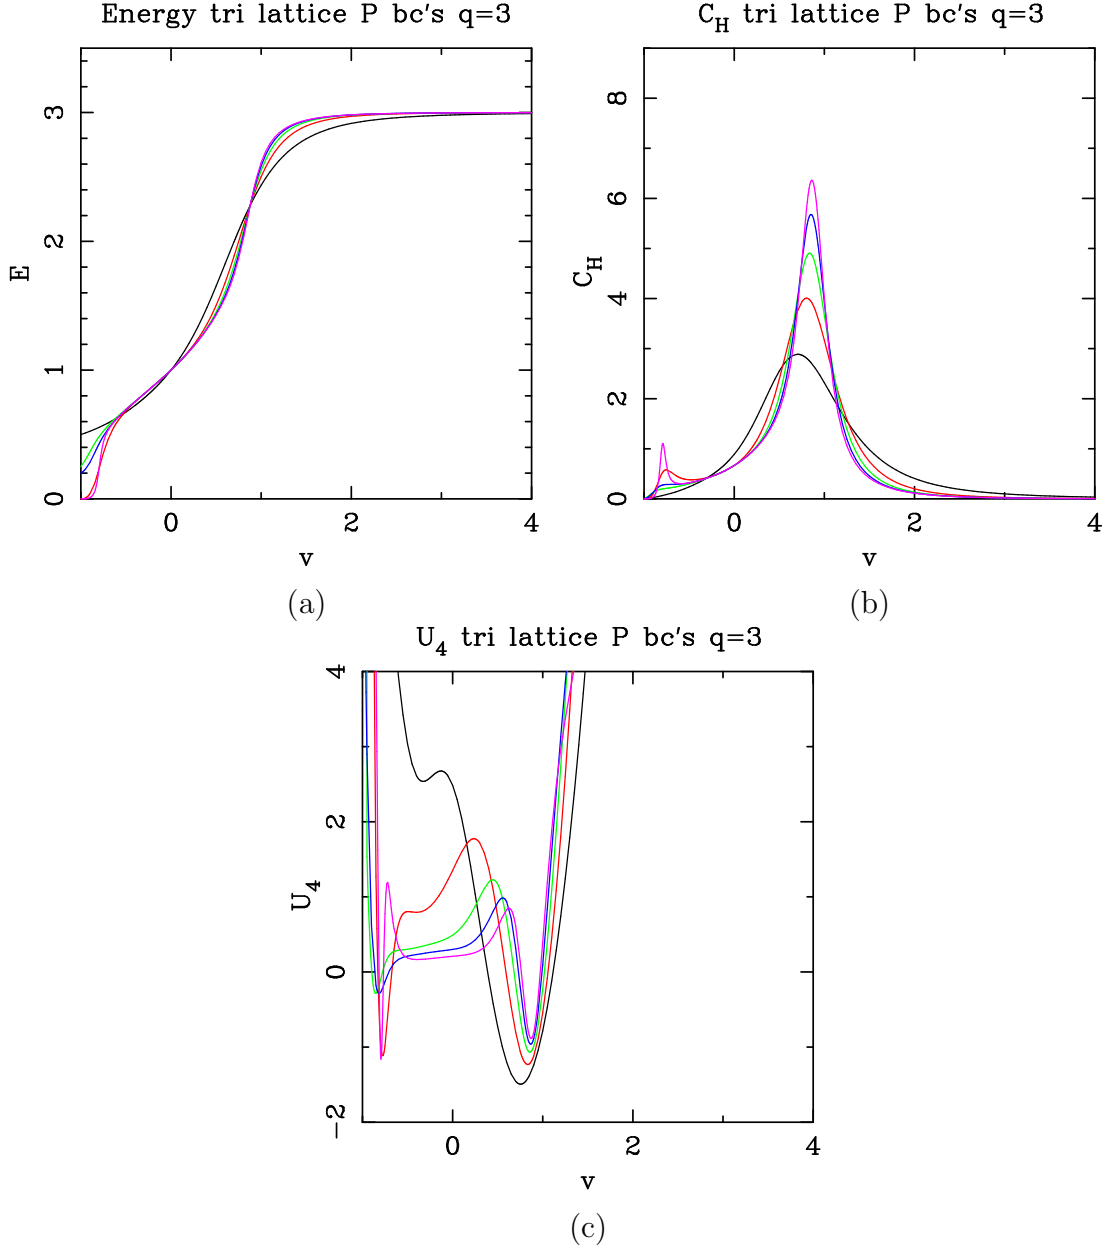 Energy tri lattice P bc's q=3
C_H tri lattice P bc's q=3
3
2
1
0
E
0
2
4
v
(a)
8
6
4
2
0
C_H
0
2
4
v
(b)
U_4 tri lattice P bc's q=3
4
2
0
−2
U_4
0
2
4
v
(c)